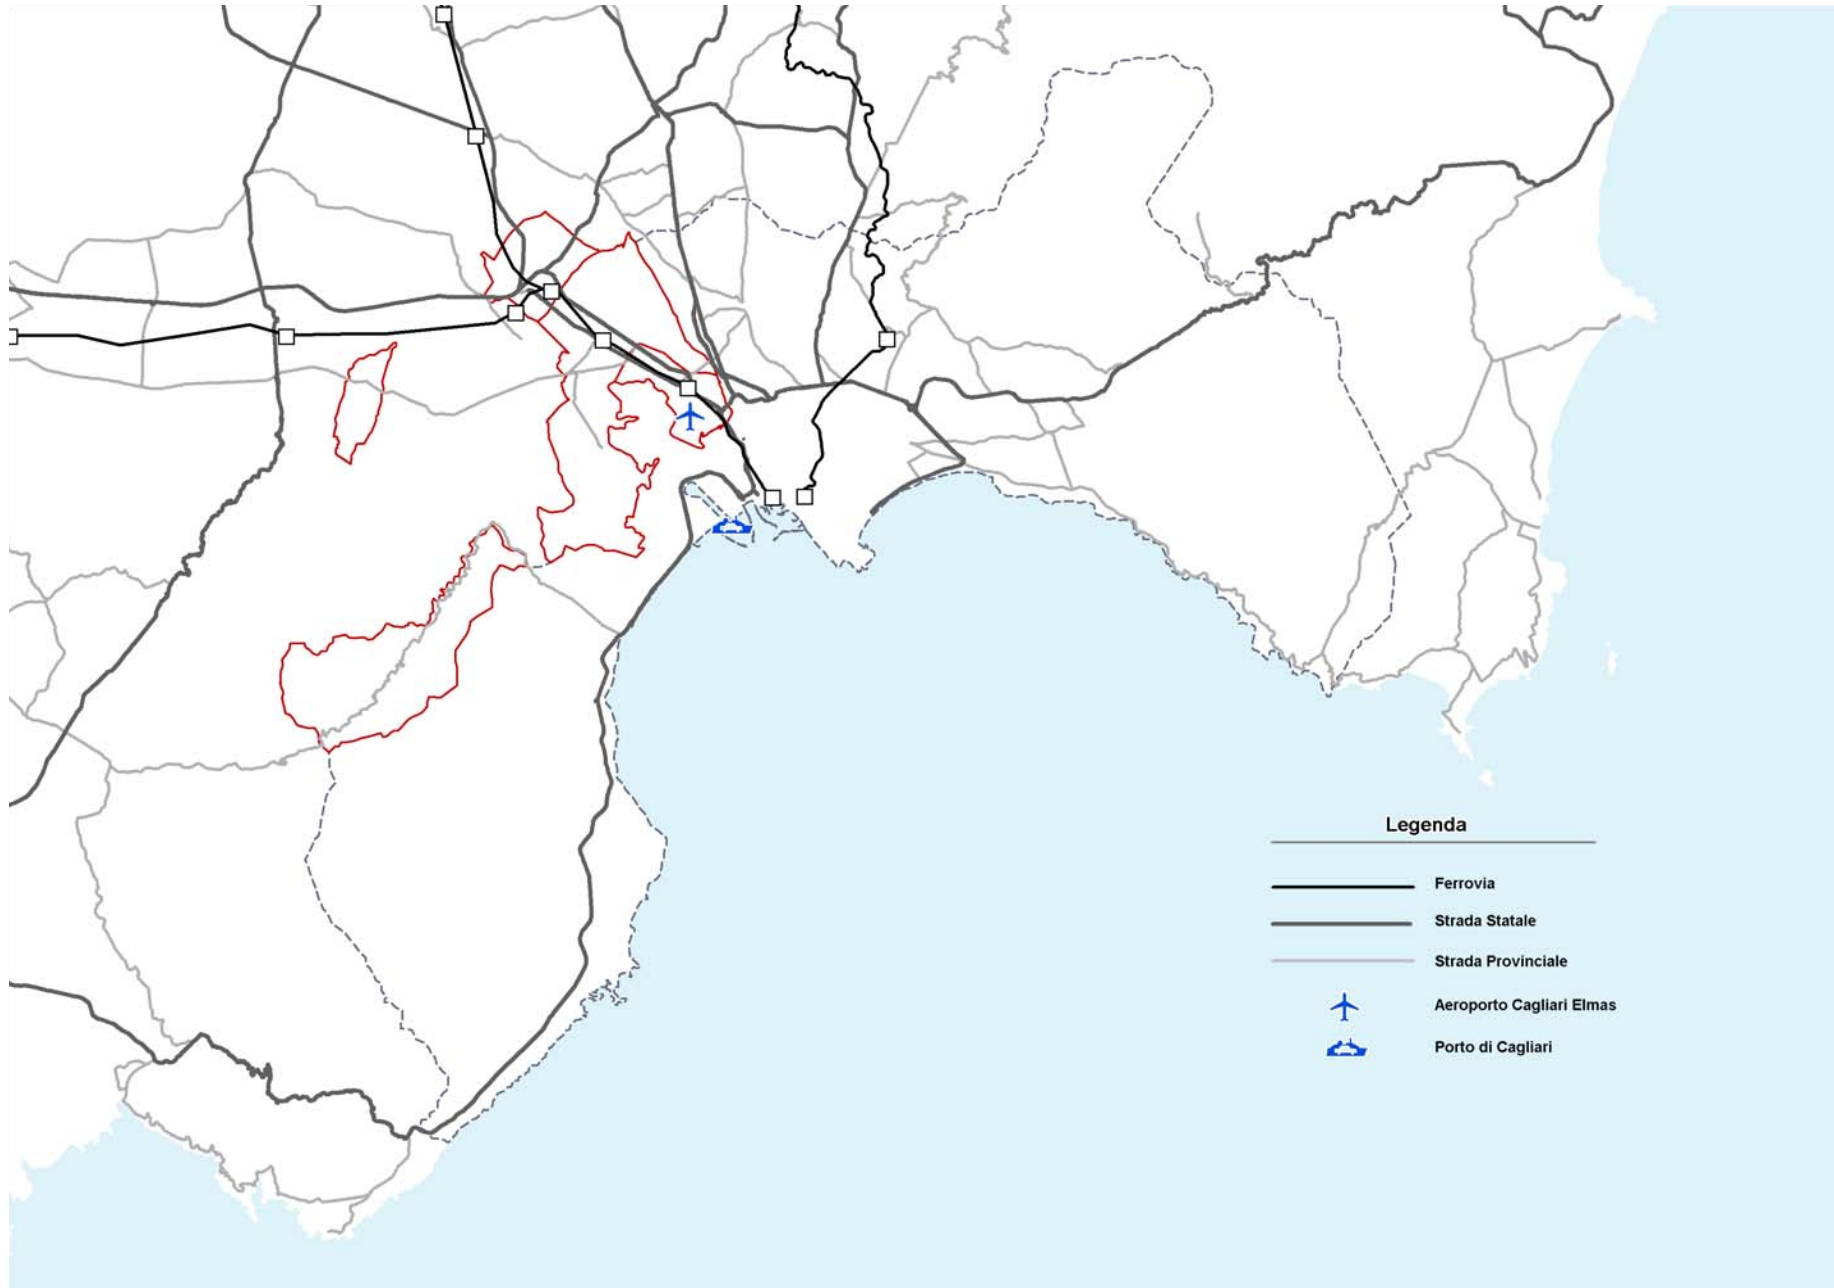 Legenda
Ferrovia
Strada Statale
Strada Provinciale
Aeroporto Cagliari Elmas
Porto di Cagliari